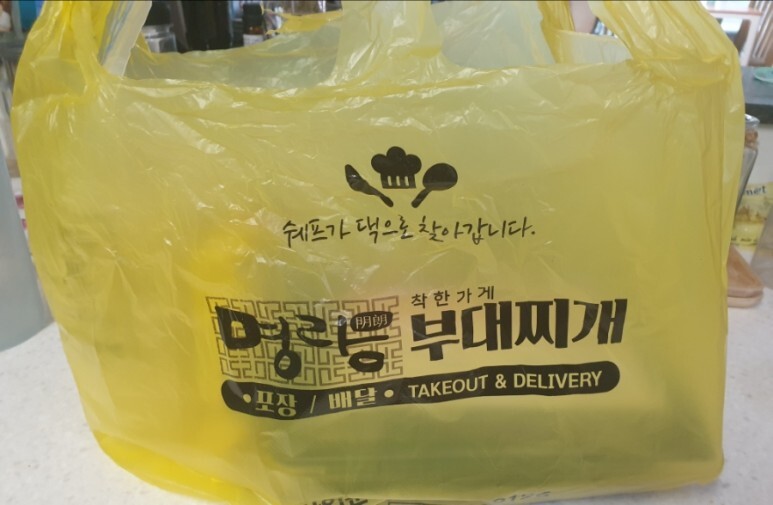 쉐프가 댁으로 찾아갑니다.
착한가게
명랑 明朗 부대찌개
• 포장 / 배달 • TAKEOUT & DELIVERY